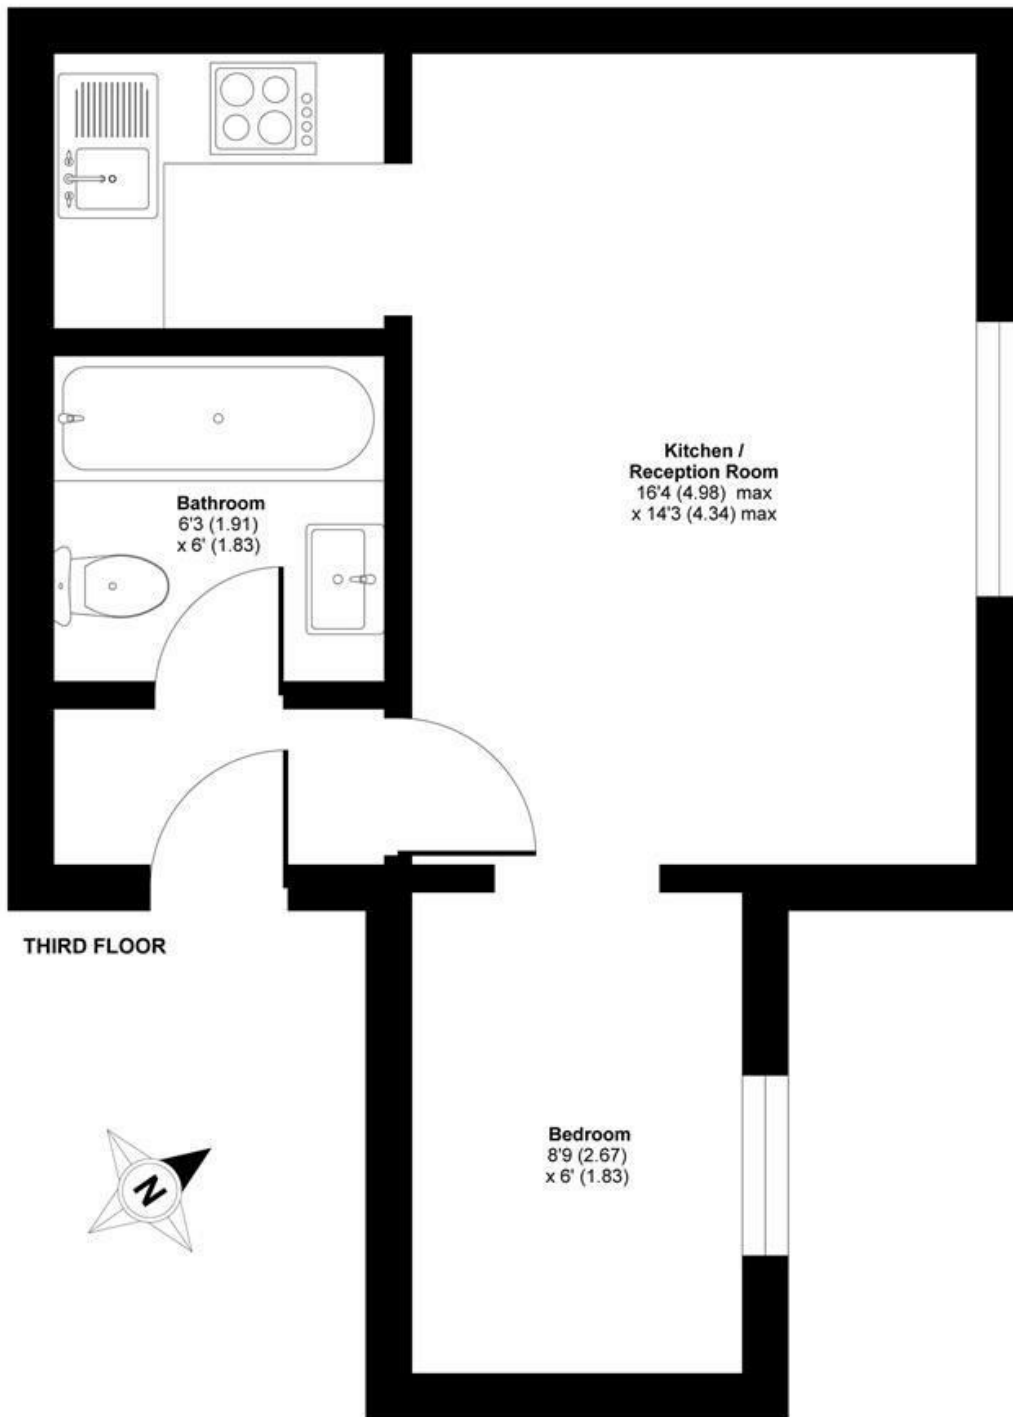 Kitchen /
Reception Room
16'4 (4.98) max
x 14'3 (4.34) max
Bathroom
6'3 (1.91)
x 6' (1.83)
THIRD FLOOR
Bedroom
8'9 (2.67)
x 6' (1.83)
N